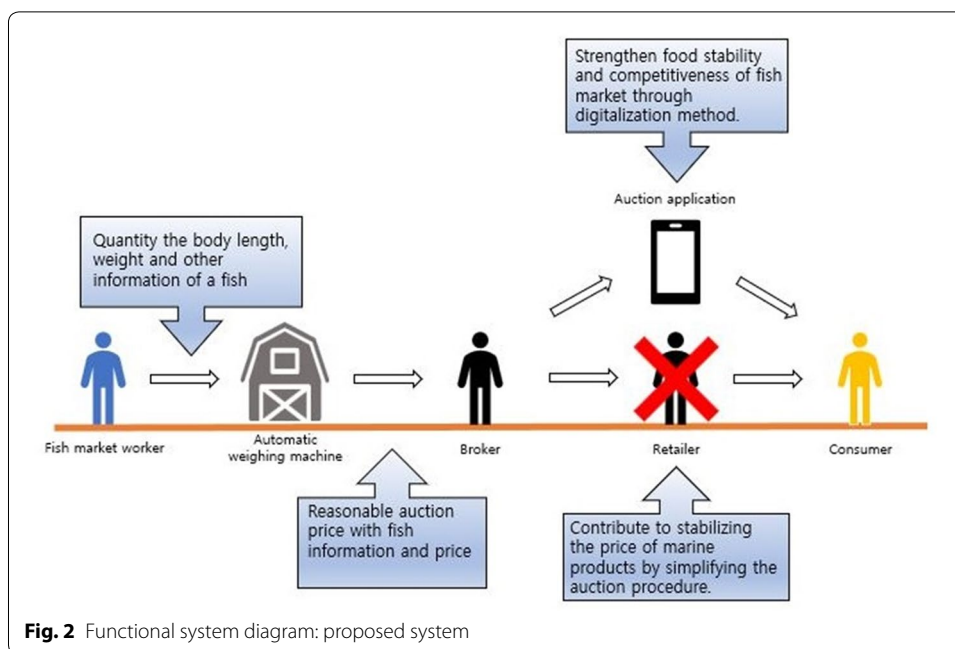 Strengthen food stability
and competitiveness of fish
market through
digitalization method.
Auction application
Quantity the body length,
weight and other
information of a fish
Fish market worker
Automatic
weighing machine
Broker
Retailer
Consumer
Reasonable auction
price with fish
information and price
Contribute to stabilizing
the price of marine
products by simplifying the
auction procedure.
Fig. 2 Functional system diagram: proposed system